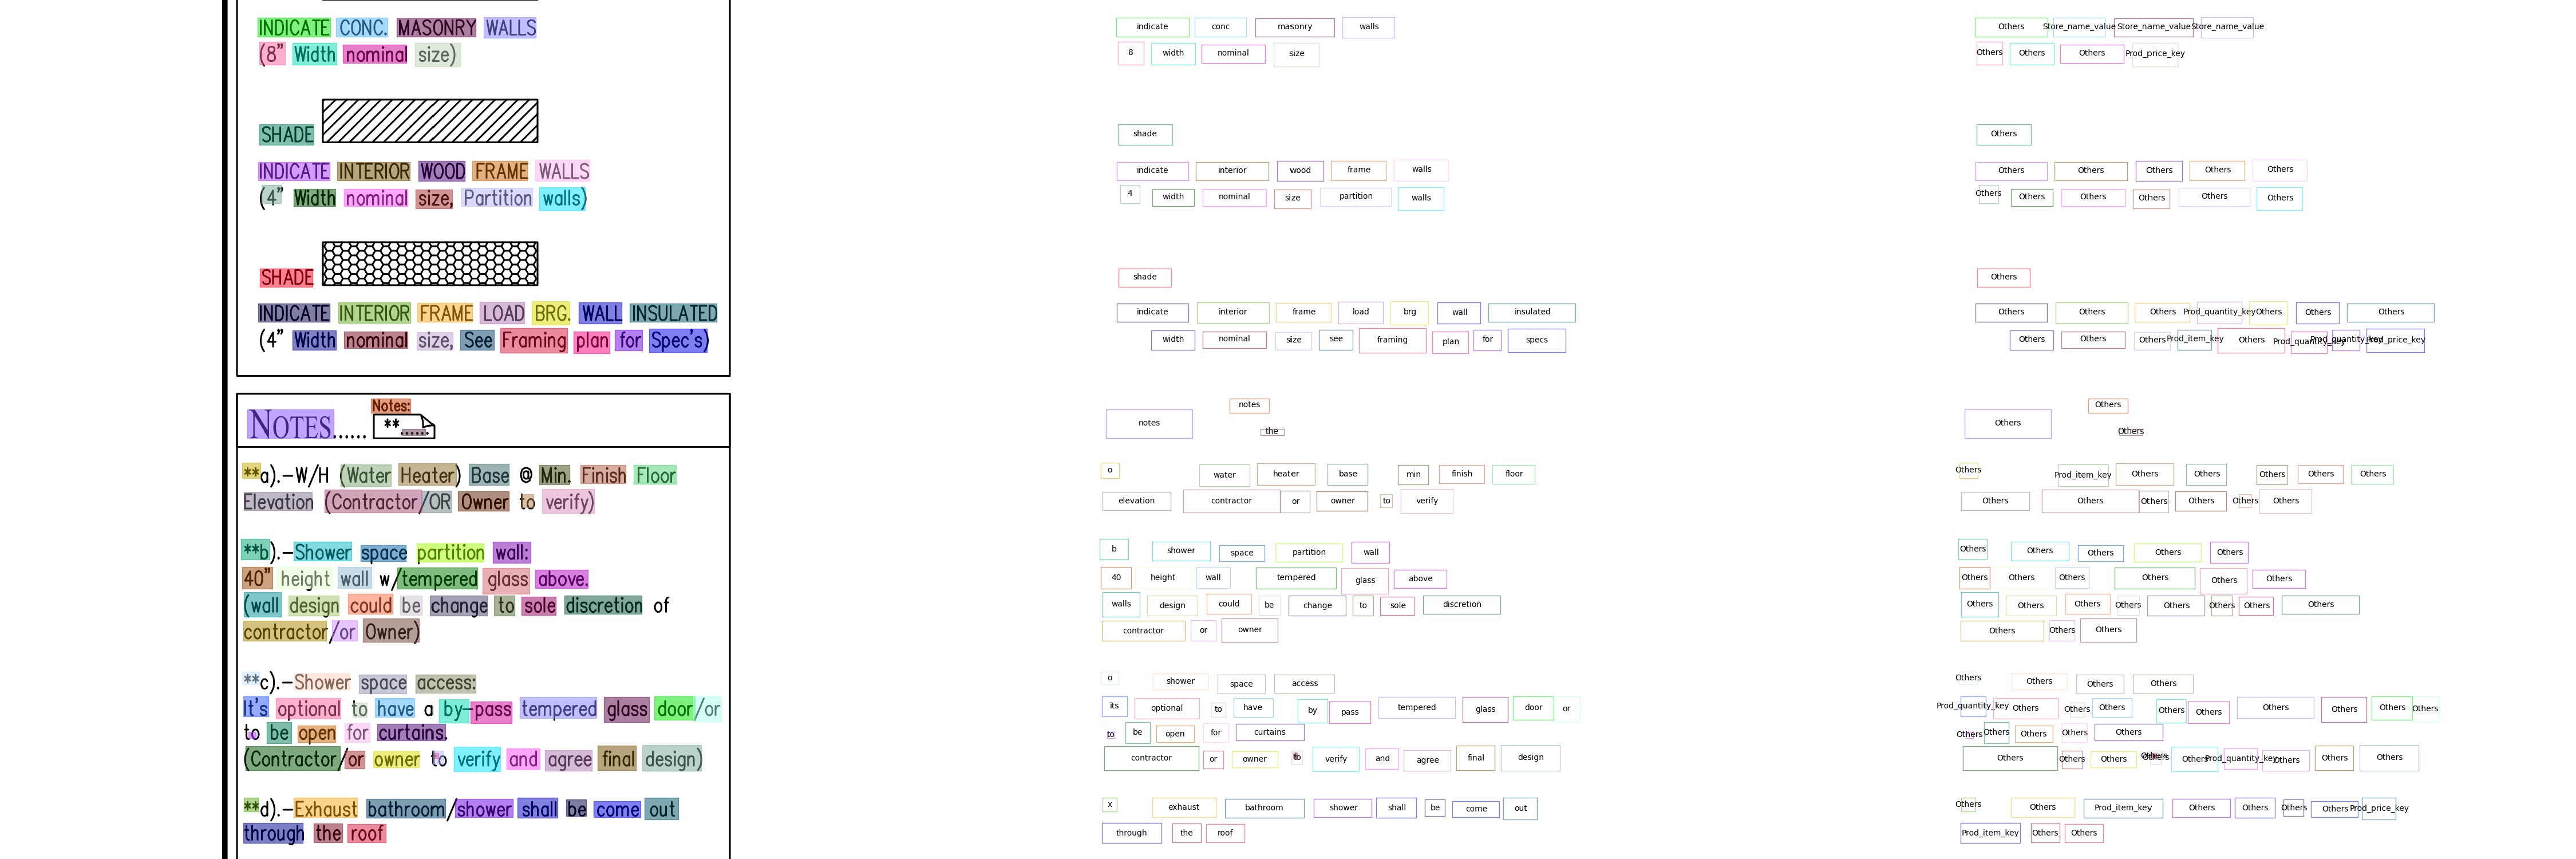 INDICATE CONC. MASONRY WALLS
(8" Width nominal size)
SHADE
INDICATE INTERIOR WOOD FRAME WALLS
(4" Width nominal size, Partition walls)
SHADE
INDICATE INTERIOR FRAME LOAD BRG. WALL INSULATED
(4" Width nominal size, See Framing plan for Spec's)
Notes:
NOTES...... **......
**a).-W/H (Water Heater) Base @ Min. Finish Floor
Elevation (Contractor/OR Owner to verify)
**b).-Shower space partition wall:
40" height wall w/tempered glass above.
(wall design could be change to sole discretion of
contractor/or Owner)
**c).-Shower space access:
It's optional to have a by-pass tempered glass door/or
to be open for curtains.
(Contractor/or owner to verify and agree final design)
**d).-Exhaust bathroom/shower shall be come out
through the roof
indicate conc masonry walls
8 width nominal size
shade
indicate interior wood frame walls
4 width nominal size partition walls
shade
indicate interior frame load brg wall insulated
width nominal size see framing plan for specs
notes
notes
the
o water heater base min finish floor
elevation contractor or owner to verify
b shower space partition wall
40 height wall tempered glass above
walls design could be change to sole discretion
contractor or owner
o shower space access
its optional to have by pass tempered glass door or
to be open for curtains
contractor or owner to verify and agree final design
x exhaust bathroom shower shall be come out
through the roof
Others Store_name_value Store_name_value Store_name_value
Others Others Others Prod_price_key
Others
Others Others Others Others Others
Others Others Others Others Others Others
Others
Others Others Others Prod_quantity_key Others Others Others
Others Others Others Prod_item_key Others Prod_quantity_key Prod_quantity_key Prod_price_key
Others
Others
Others
Others Prod_item_key Others Others Others Others Others
Others Others Others Others Others Others
Others Others Others Others Others
Others Others Others Others Others Others
Others Others Others Others Others Others Others Others
Others Others Others
Others Others Others Others
Prod_quantity_key Others Others Others Others Others Others Others Others Others
Others Others Others Others Others
Others Others Others Others Others Others Prod_quantity_key Others Others Others
Others Others Prod_item_key Others Others Others Others Prod_price_key
Prod_item_key Others Others